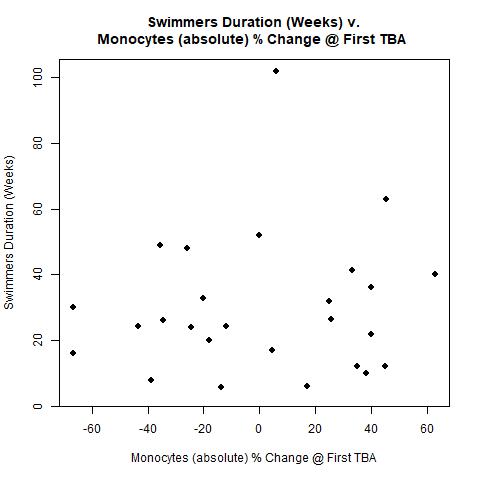 Swimmers Duration (Weeks) v.
Monocytes (absolute) % Change @ First TBA
Swimmers Duration (Weeks)
100
80
60
40
20
0
-60 -40 -20 0 20 40 60
Monocytes (absolute) % Change @ First TBA